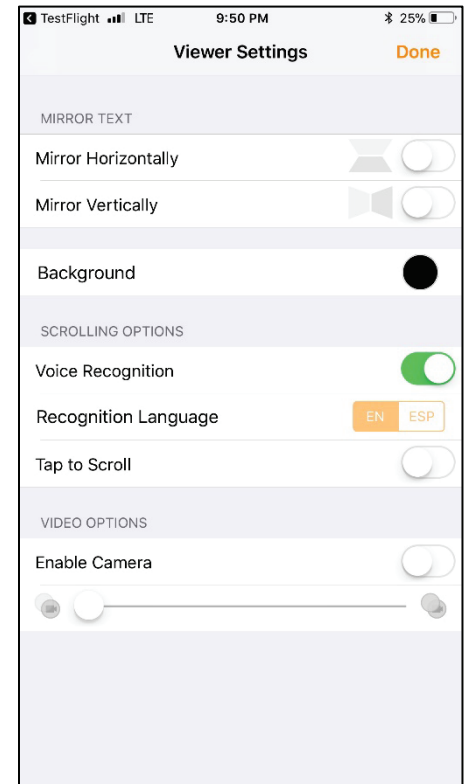 TestFlight LTE 9:50 PM 25%
Viewer Settings Done
MIRROR TEXT
Mirror Horizontally
Mirror Vertically
Background
SCROLLING OPTIONS
Voice Recognition
Recognition Language EN ESP
Tap to Scroll
VIDEO OPTIONS
Enable Camera